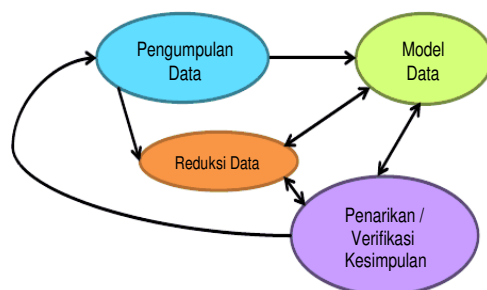 Pengumpulan
Data
Model
Data
Reduksi Data
Penarikan /
Verifikasi
Kesimpulan